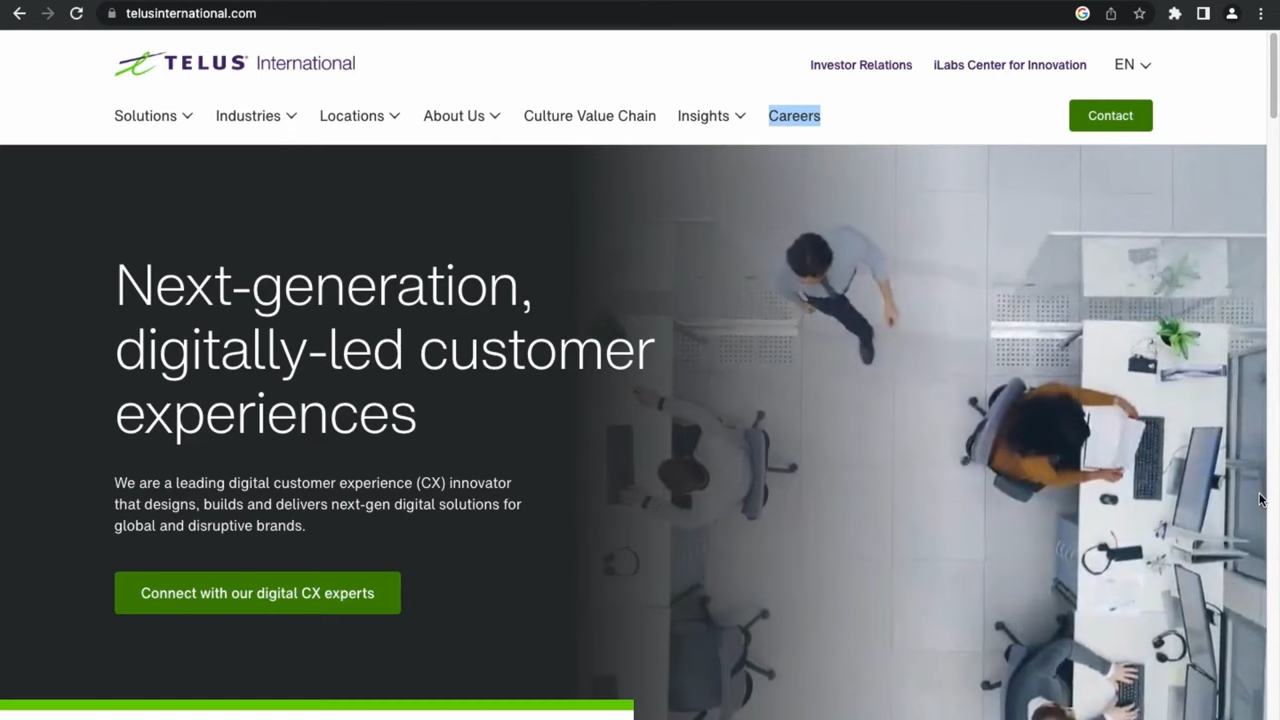 telusinternational.com
TELUS International
Investor Relations iLabs Center for Innovation EN
Solutions Industries Locations About Us Culture Value Chain Insights Careers Contact
Next-generation,
digitally-led customer
experiences
We are a leading digital customer experience (CX) innovator
that designs, builds and delivers next-gen digital solutions for
global and disruptive brands.
Connect with our digital CX experts